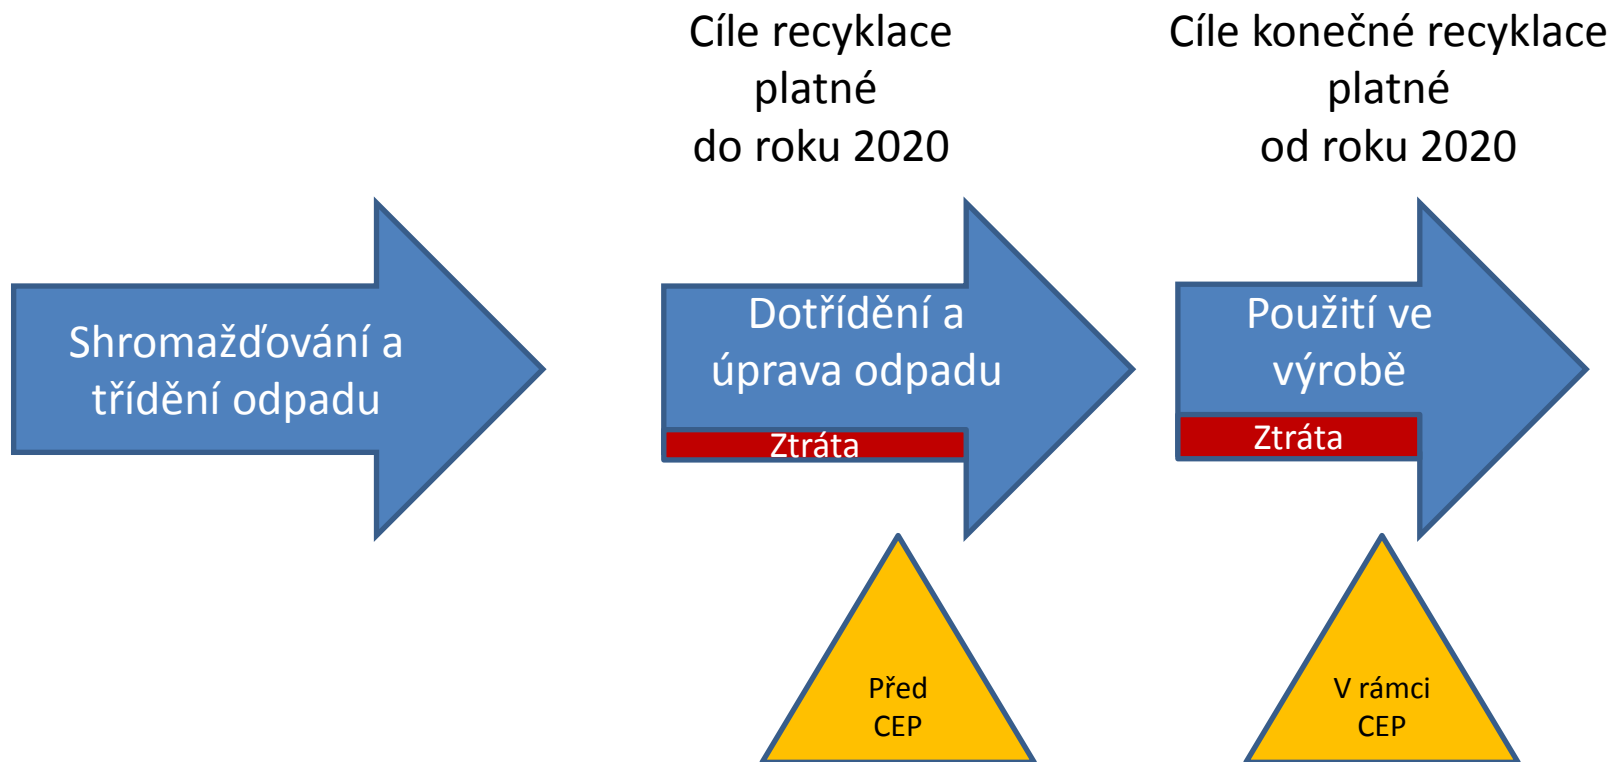 Cíle recyklace
platné
do roku 2020
Cíle konečné recyklace
platné
od roku 2020
Shromažďování a
třídění odpadu
Dotřídění a
úprava odpadu
Ztráta
Použití ve
výrobě
Ztráta
Před
CEP
V rámci
CEP